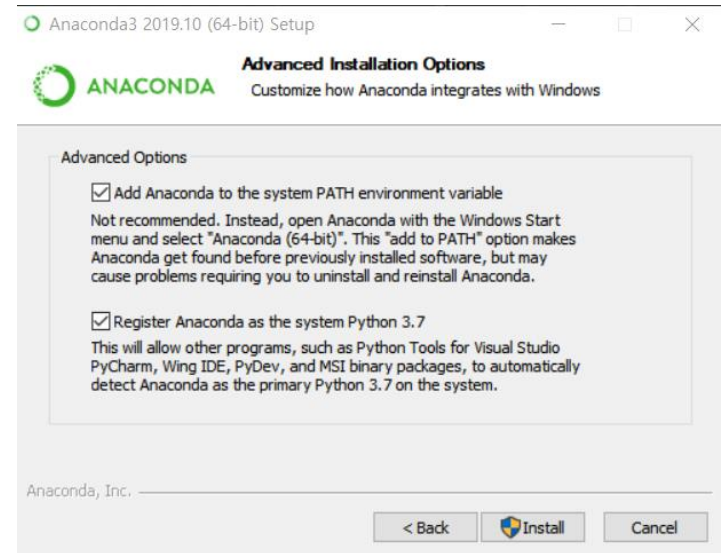 Anaconda3 2019.10 (64-bit) Setup
ANACONDA
Advanced Installation Options
Customize how Anaconda integrates with Windows
Advanced Options
Add Anaconda to the system PATH environment variable
Not recommended. Instead, open Anaconda with the Windows Start
menu and select "Anaconda (64-bit)". This "add to PATH" option makes
Anaconda get found before previously installed software, but may
cause problems requiring you to uninstall and reinstall Anaconda.
Register Anaconda as the system Python 3.7
This will allow other programs, such as Python Tools for Visual Studio
PyCharm, Wing IDE, PyDev, and MSI binary packages, to automatically
detect Anaconda as the primary Python 3.7 on the system.
Anaconda, Inc.
< Back
Install
Cancel